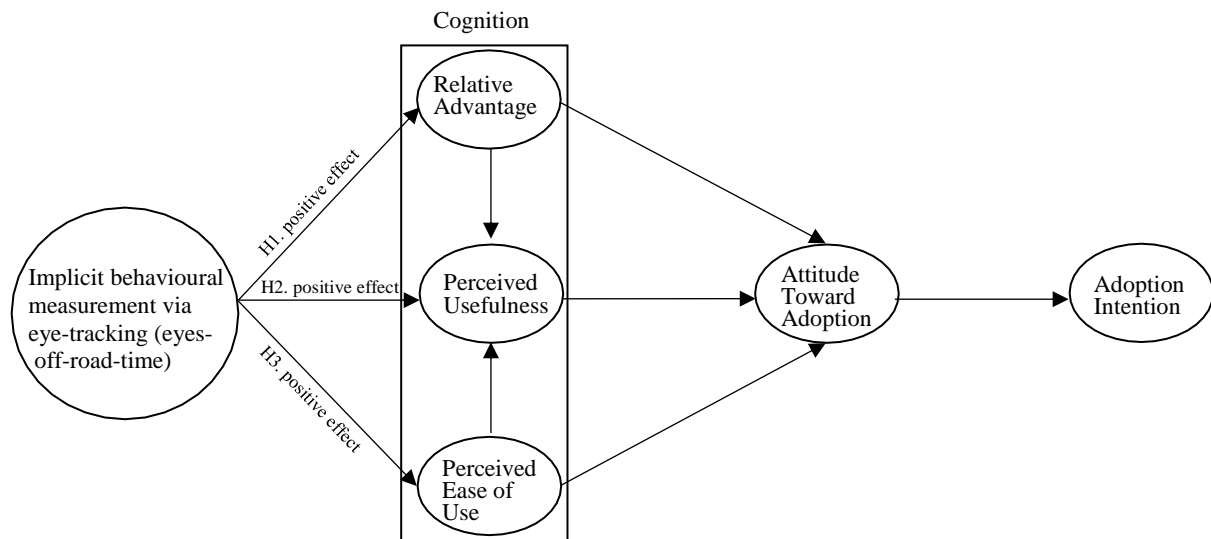 Cognition
Relative
Advantage
H1. positive effect
Implicit behavioural
measurement via
eye-tracking (eyes-
off-road-time)
H2. positive effect
Perceived
Usefulness
Attitude
Toward
Adoption
Adoption
Intention
H3. positive effect
Perceived
Ease of
Use